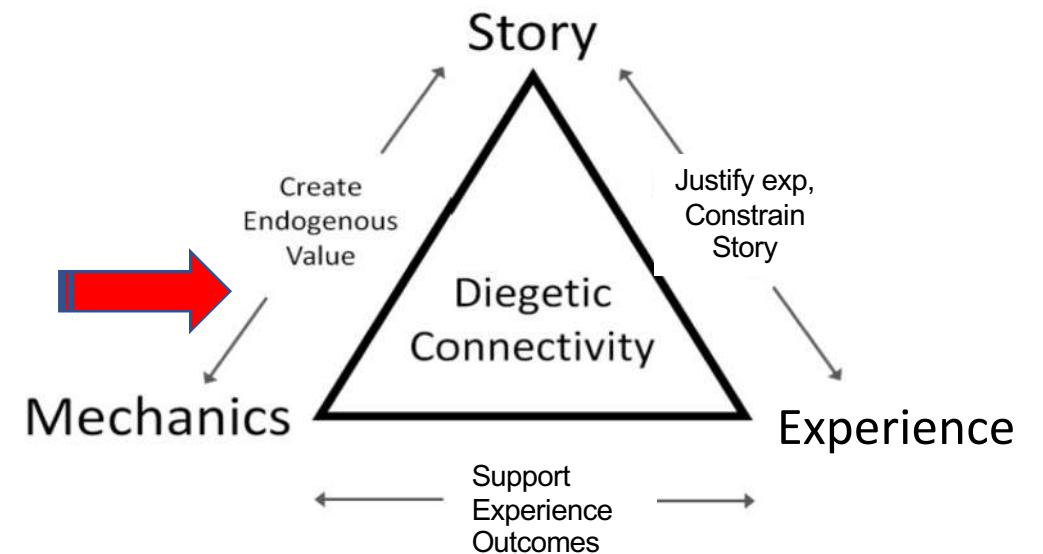 Story
Create
Endogenous
Value
Justify exp,
Constrain
Story
Diegetic
Connectivity
Mechanics
Experience
Support
Experience
Outcomes